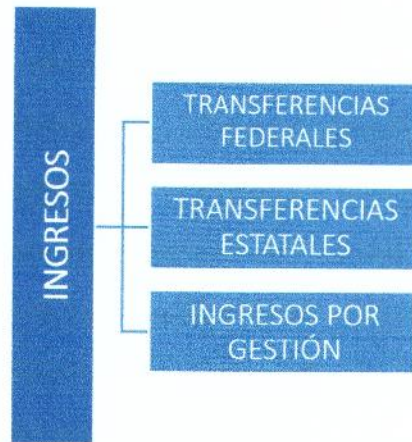 INGRESOS
TRANSFERENCIAS
FEDERALES
TRANSFERENCIAS
ESTATALES
INGRESOS POR
GESTIÓN